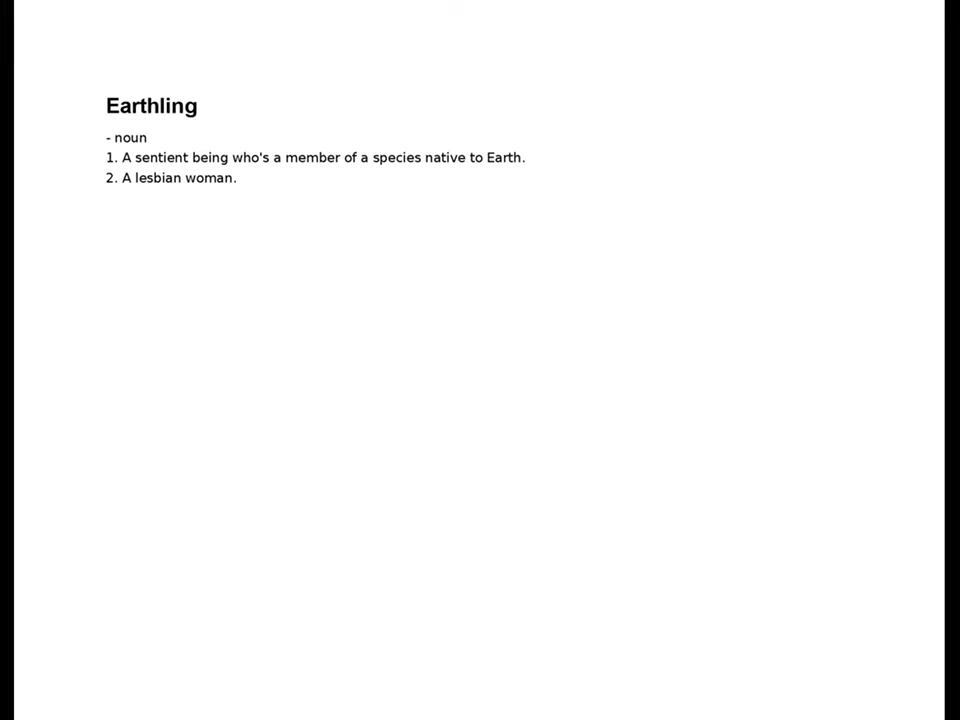 Earthling
- noun
1. A sentient being who's a member of a species native to Earth.
2. A lesbian woman.